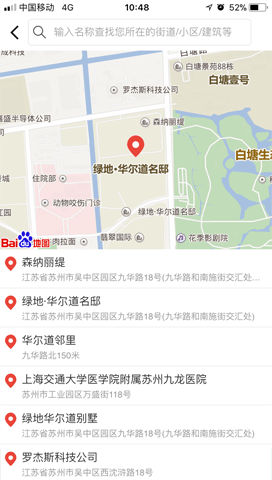 中国移动 4G 10:48 52%
输入名称查找您所在的街道/小区/建筑等
白塘景苑88栋
白塘壹号
罗杰斯科技公司
嘉盛半导体公司
森纳丽缇
绿地·华尔道名邸
白塘生态
住院部
动物咬伤门诊
绿地·华尔道名邸
翡翠国际
花季影剧院
Bai 地图
肉拉面
森纳丽缇
江苏省苏州市吴中区园区九华路18号(九华路和南施街交汇处...
绿地·华尔道名邸
江苏省苏州市吴中区园区九华路18号(九华路和南施街交汇处)
华尔道邻里
九华路北150米
上海交通大学医学院附属苏州九龙医院
苏州市工业园区万盛街118号
绿地华尔道别墅
江苏省苏州市吴中区园区九华路18号(九华路和南施街交汇处)
罗杰斯科技公司
江苏省苏州市吴中区西沈浒路18号